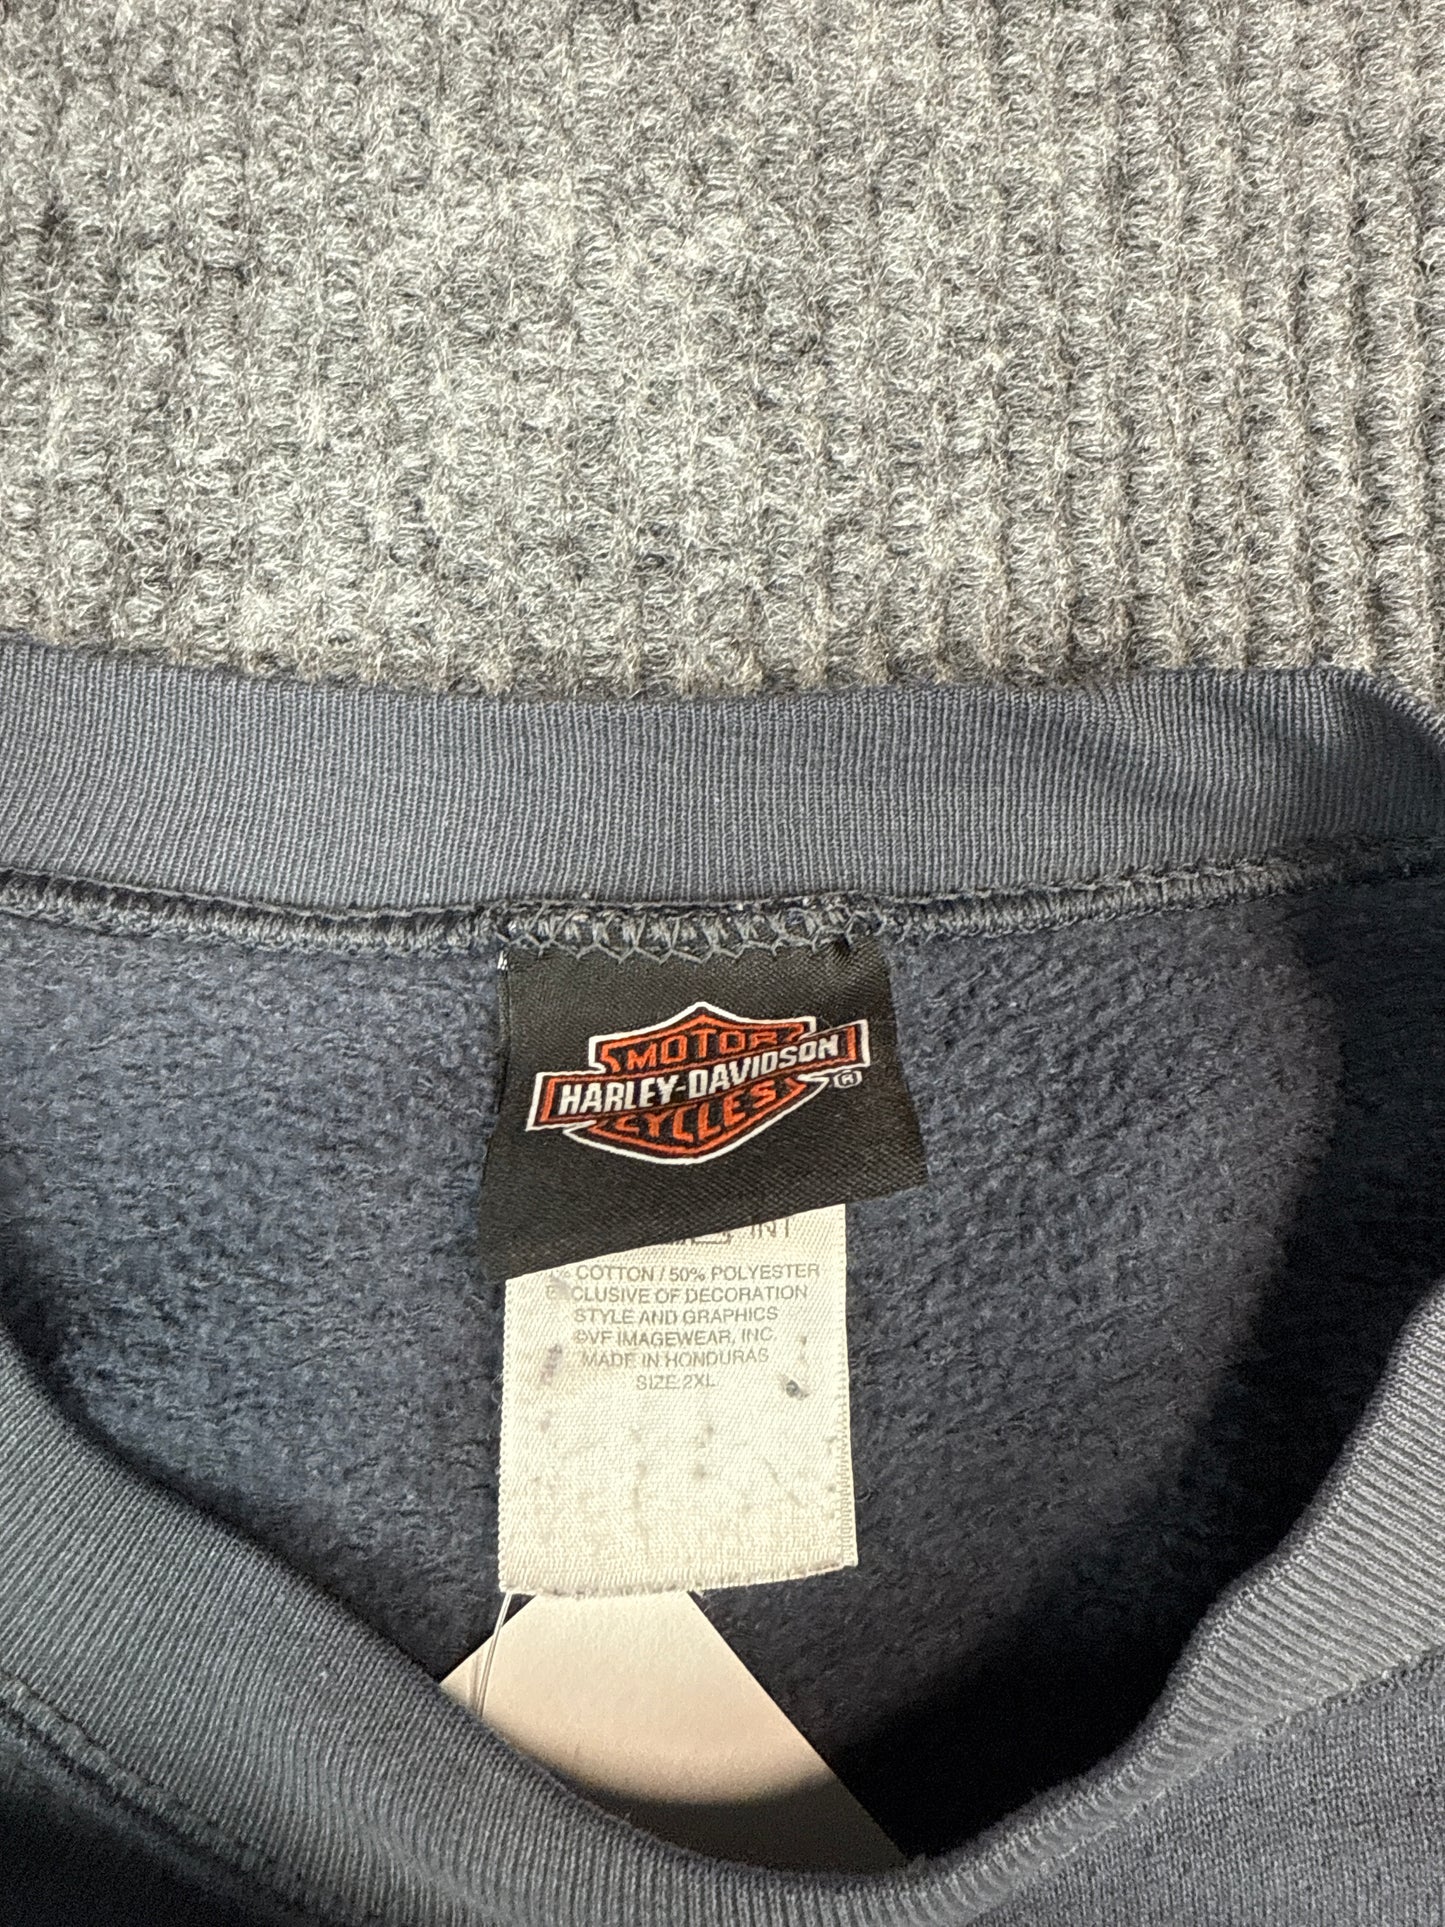 MOTOR
HARLEY-DAVIDSON
CYCLES ®
% COTTON / 50% POLYESTER
EXCLUSIVE OF DECORATION
STYLE AND GRAPHICS
©VF IMAGEWEAR, INC.
MADE IN HONDURAS
SIZE 2XL